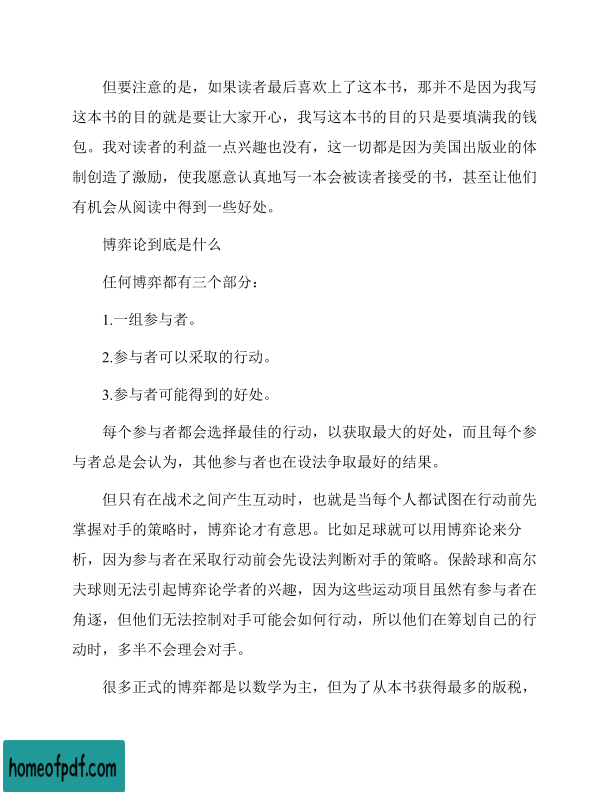 但要注意的是，如果读者最后喜欢上了这本书，那并不是因为我写
这本书的目的就是要让大家开心，我写这本书的目的只是要填满我的钱
包。我对读者的利益一点兴趣也没有，这一切都是因为美国出版业的体
制创造了激励，使我愿意认真地写一本会被读者接受的书，甚至让他们
有机会从阅读中得到一些好处。
博弈论到底是什么
任何博弈都有三个部分：
1.一组参与者。
2.参与者可以采取的行动。
3.参与者可能得到的好处。
每个参与者都会选择最佳的行动，以获取最大的好处，而且每个参
与者总是会认为，其他参与者也在设法争取最好的结果。
但只有在战术之间产生互动时，也就是当每个人都试图在行动前先
掌握对手的策略时，博弈论才有意思。比如足球就可以用博弈论来分
析，因为参与者在采取行动前会先设法判断对手的策略。保龄球和高尔
夫球则无法引起博弈论学者的兴趣，因为这些运动项目虽然有参与者在
角逐，但他们无法控制对手可能会如何行动，所以他们在筹划自己的行
动时，多半不会理会对手。
很多正式的博弈都是以数学为主，但为了从本书获得最多的版税，
homeofpdf.com